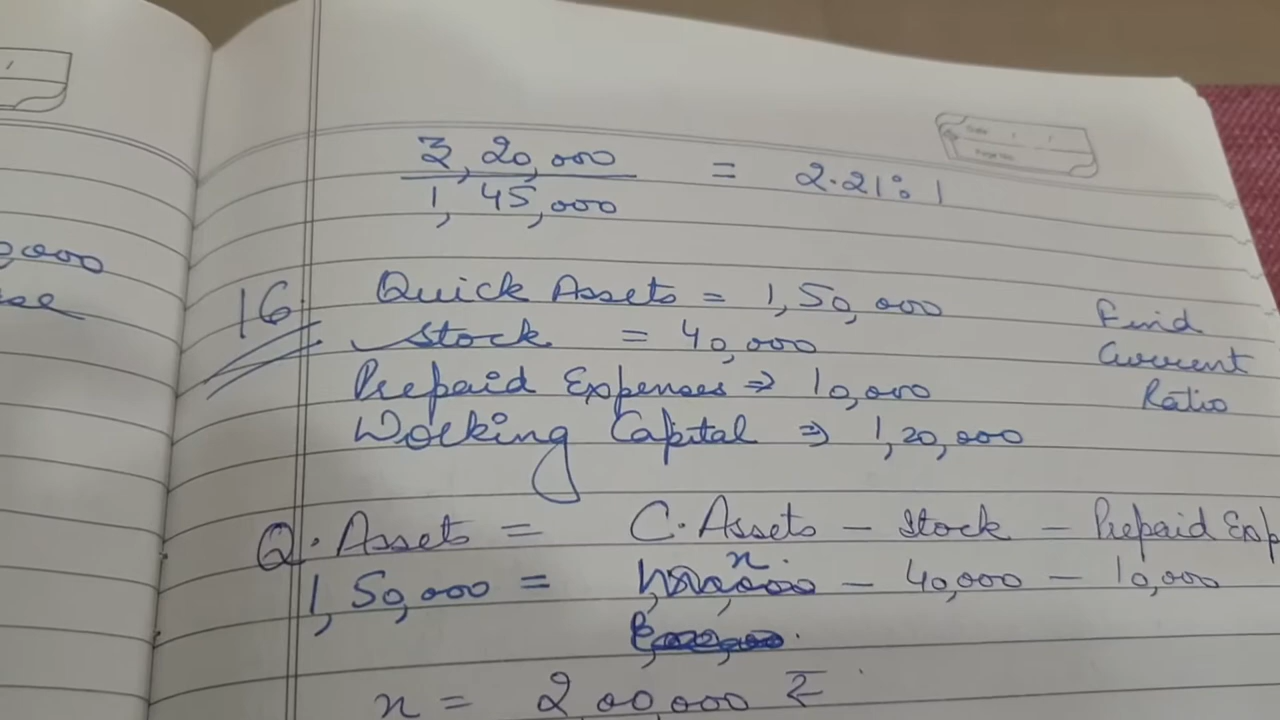 0,000
3,20,000 / 1,45,000 = 2.21:1
16 Quick Assets = 1,50,000 Find
Stock = 40,000 Current
Prepaid Expenses ⇒ 10,000 Ratio
Working Capital ⇒ 1,20,000
Q. Assets = C. Assets - Stock - Prepaid Exp
1,50,000 = x - 40,000 - 10,000
x = 200000 ₹